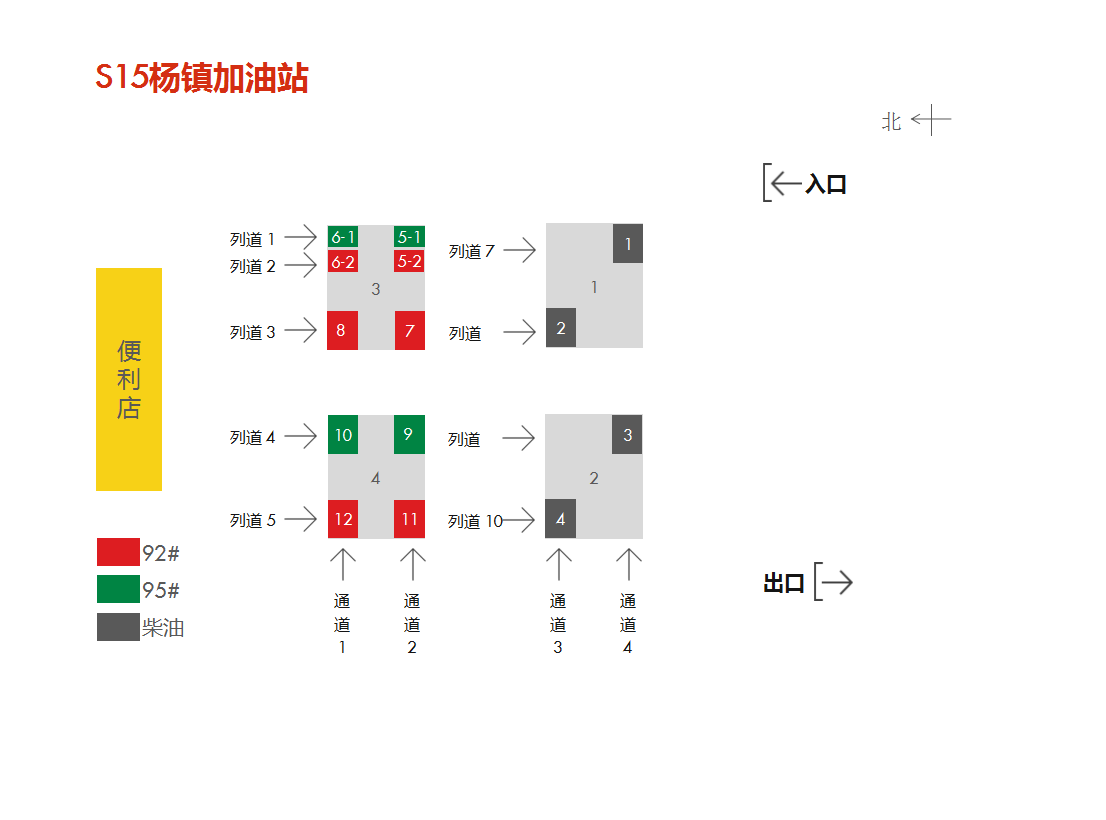 S15杨镇加油站
北
入口
列道 1
列道 2
列道 3
6-1
5-1
6-2
5-2
3
8
7
列道 7
列道
1
1
2
便利店
列道 4
列道 5
10
9
4
12
11
列道
列道 10
3
2
4
92#
95#
柴油
出口
通道1
通道2
通道3
通道4